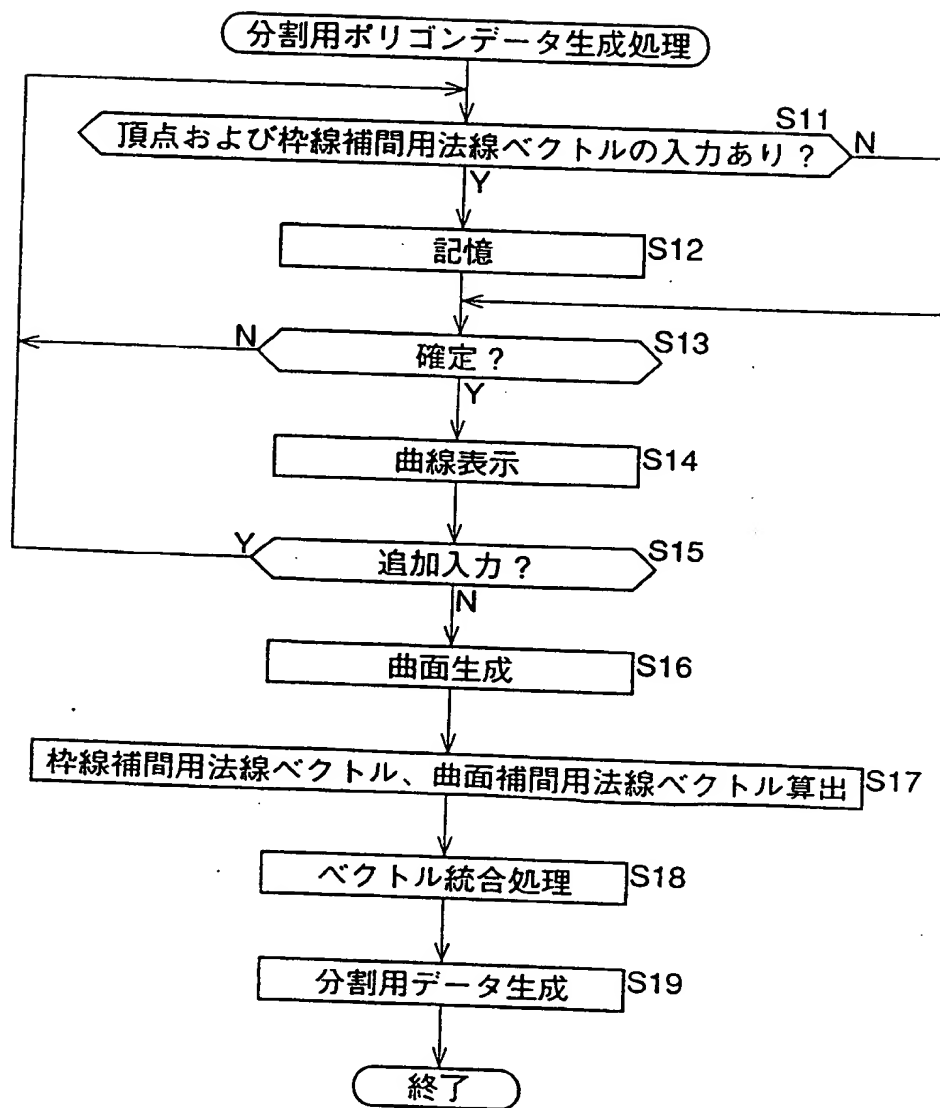 分割用ポリゴンデータ生成処理
S11
頂点および枠線補間用法線ベクトルの入力あり？
N
Y
記憶
S12
N
確定？
S13
Y
曲線表示
S14
Y
追加入力？
S15
N
曲面生成
S16
枠線補間用法線ベクトル、曲面補間用法線ベクトル算出
S17
ベクトル統合処理
S18
分割用データ生成
S19
終了